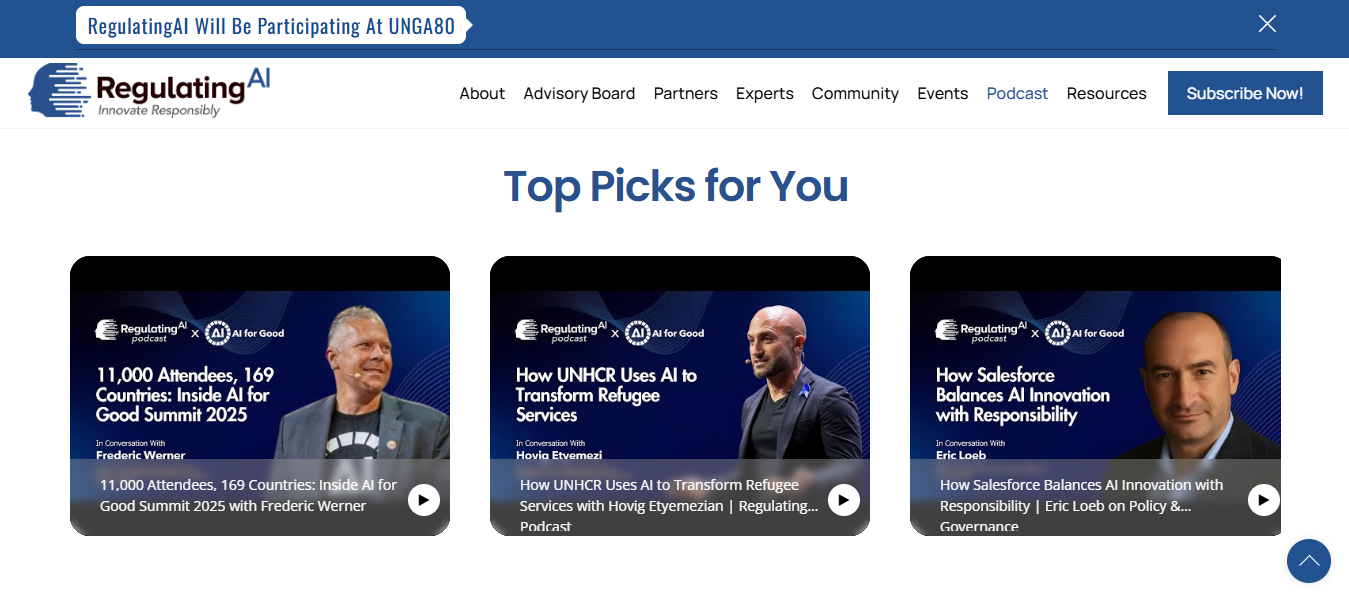 RegulatingAI Will Be Participating At UNGA80
RegulatingAI
Innovate Responsibly
About Advisory Board Partners Experts Community Events Podcast Resources Subscribe Now!
Top Picks for You
RegulatingAI podcast X AI AI for Good
11,000 Attendees, 169
Countries: Inside AI for
Good Summit 2025
In Conversation With
Frederic Werner
11,000 Attendees, 169 Countries: Inside AI for
Good Summit 2025 with Frederic Werner
RegulatingAI podcast X AI AI for Good
How UNHCR Uses AI to
Transform Refugee
Services
In Conversation With
Hovig Etyemezi
How UNHCR Uses AI to Transform Refugee
Services with Hovig Etyemezian | Regulating...
Podcast
RegulatingAI podcast X AI AI for Good
How Salesforce
Balances AI Innovation
with Responsibility
In Conversation With
Eric Loeb
How Salesforce Balances AI Innovation with
Responsibility | Eric Loeb on Policy &...
Governance